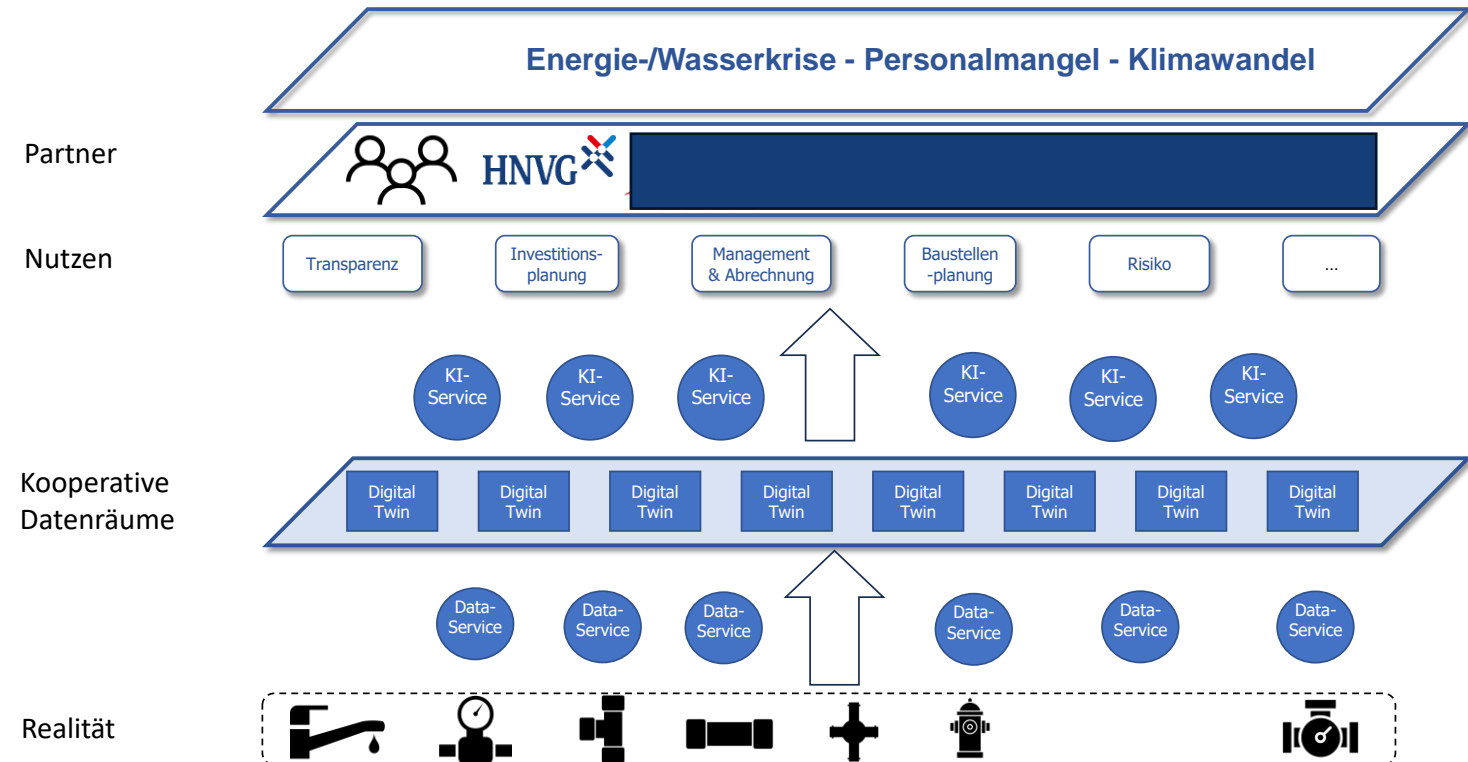 Energie-/Wasserkrise - Personalmangel - Klimawandel
Partner
HNVG
Nutzen
Transparenz
Investitions-
planung
Management
& Abrechnung
Baustellen
-planung
Risiko
...
KI-
Service
KI-
Service
KI-
Service
KI-
Service
KI-
Service
KI-
Service
Kooperative
Datenräume
Digital
Twin
Digital
Twin
Digital
Twin
Digital
Twin
Digital
Twin
Digital
Twin
Digital
Twin
Digital
Twin
Data-
Service
Data-
Service
Data-
Service
Data-
Service
Data-
Service
Data-
Service
Realität